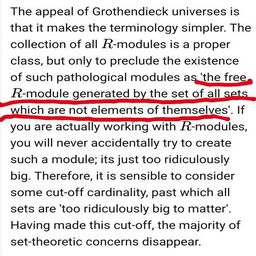 The appeal of Grothendieck universes is
that it makes the terminology simpler. The
collection of all R-modules is a proper
class, but only to preclude the existence
of such pathological modules as 'the free
R-module generated by the set of all sets
which are not elements of themselves'. If
you are actually working with R-modules,
you will never accidentally try to create
such a module; its just too ridiculously
big. Therefore, it is sensible to consider
some cut-off cardinality, past which all
sets are 'too ridiculously big to matter'.
Having made this cut-off, the majority of
set-theoretic concerns disappear.